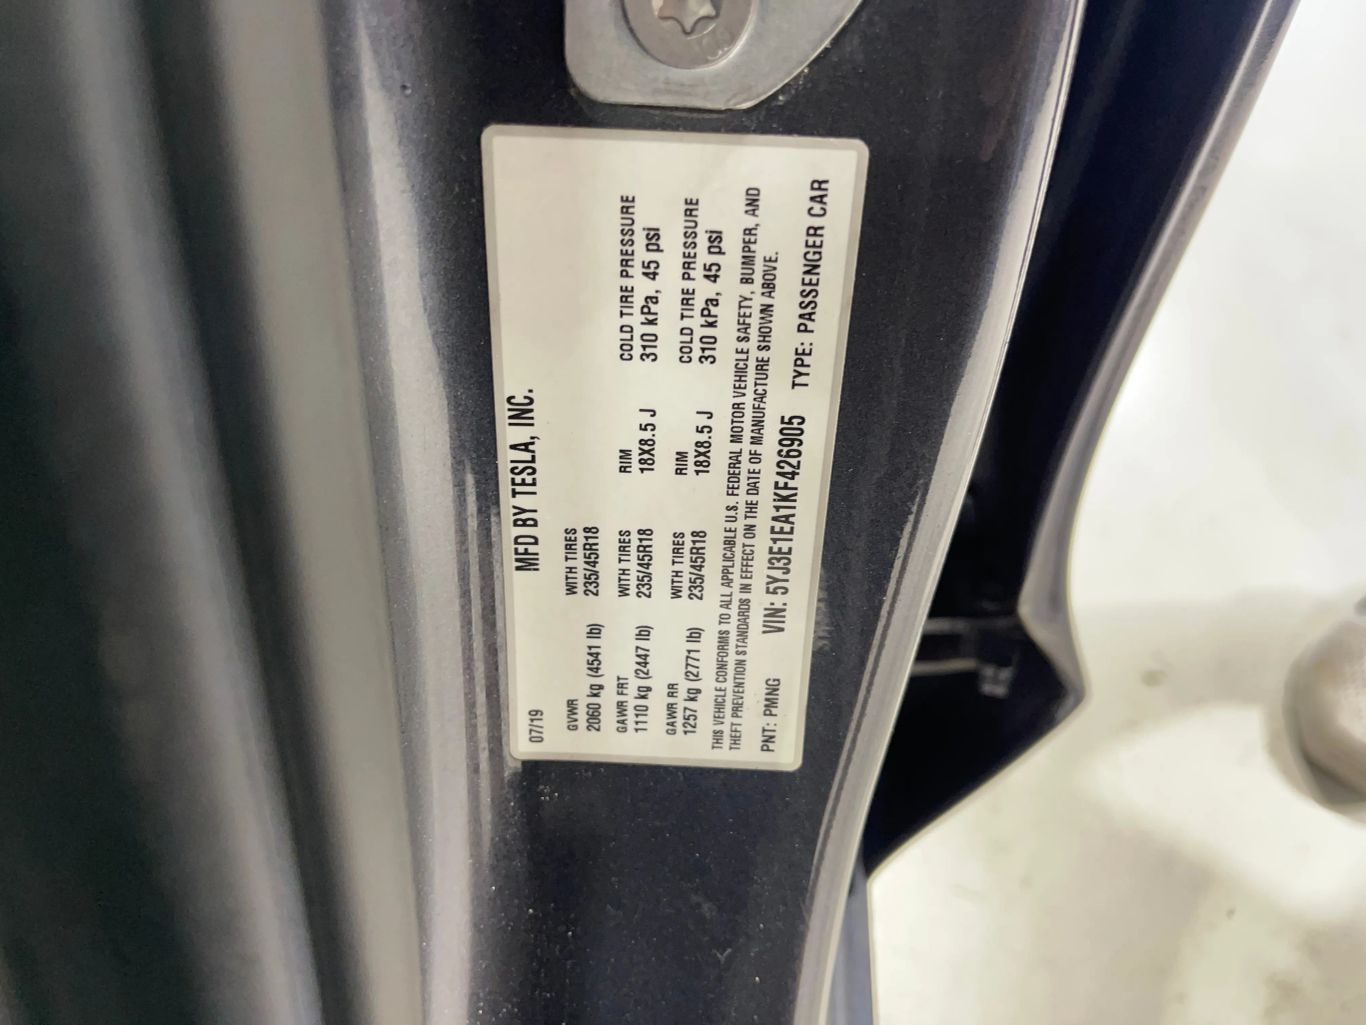 MFD BY TESLA, INC.
07/19
GVWR WITH TIRES
2060 kg (4541 lb) 235/45R18
GAWR FRT WITH TIRES RIM COLD TIRE PRESSURE
1110 kg (2447 lb) 235/45R18 18X8.5 J 310 kPa, 45 psi
GAWR RR WITH TIRES RIM COLD TIRE PRESSURE
1257 kg (2771 lb) 235/45R18 18X8.5 J 310 kPa, 45 psi
THIS VEHICLE CONFORMS TO ALL APPLICABLE U.S. FEDERAL MOTOR VEHICLE SAFETY, BUMPER, AND
THEFT PREVENTION STANDARDS IN EFFECT ON THE DATE OF MANUFACTURE SHOWN ABOVE.
PNT: PMNG VIN: 5YJ3E1EA1KF426905 TYPE: PASSENGER CAR